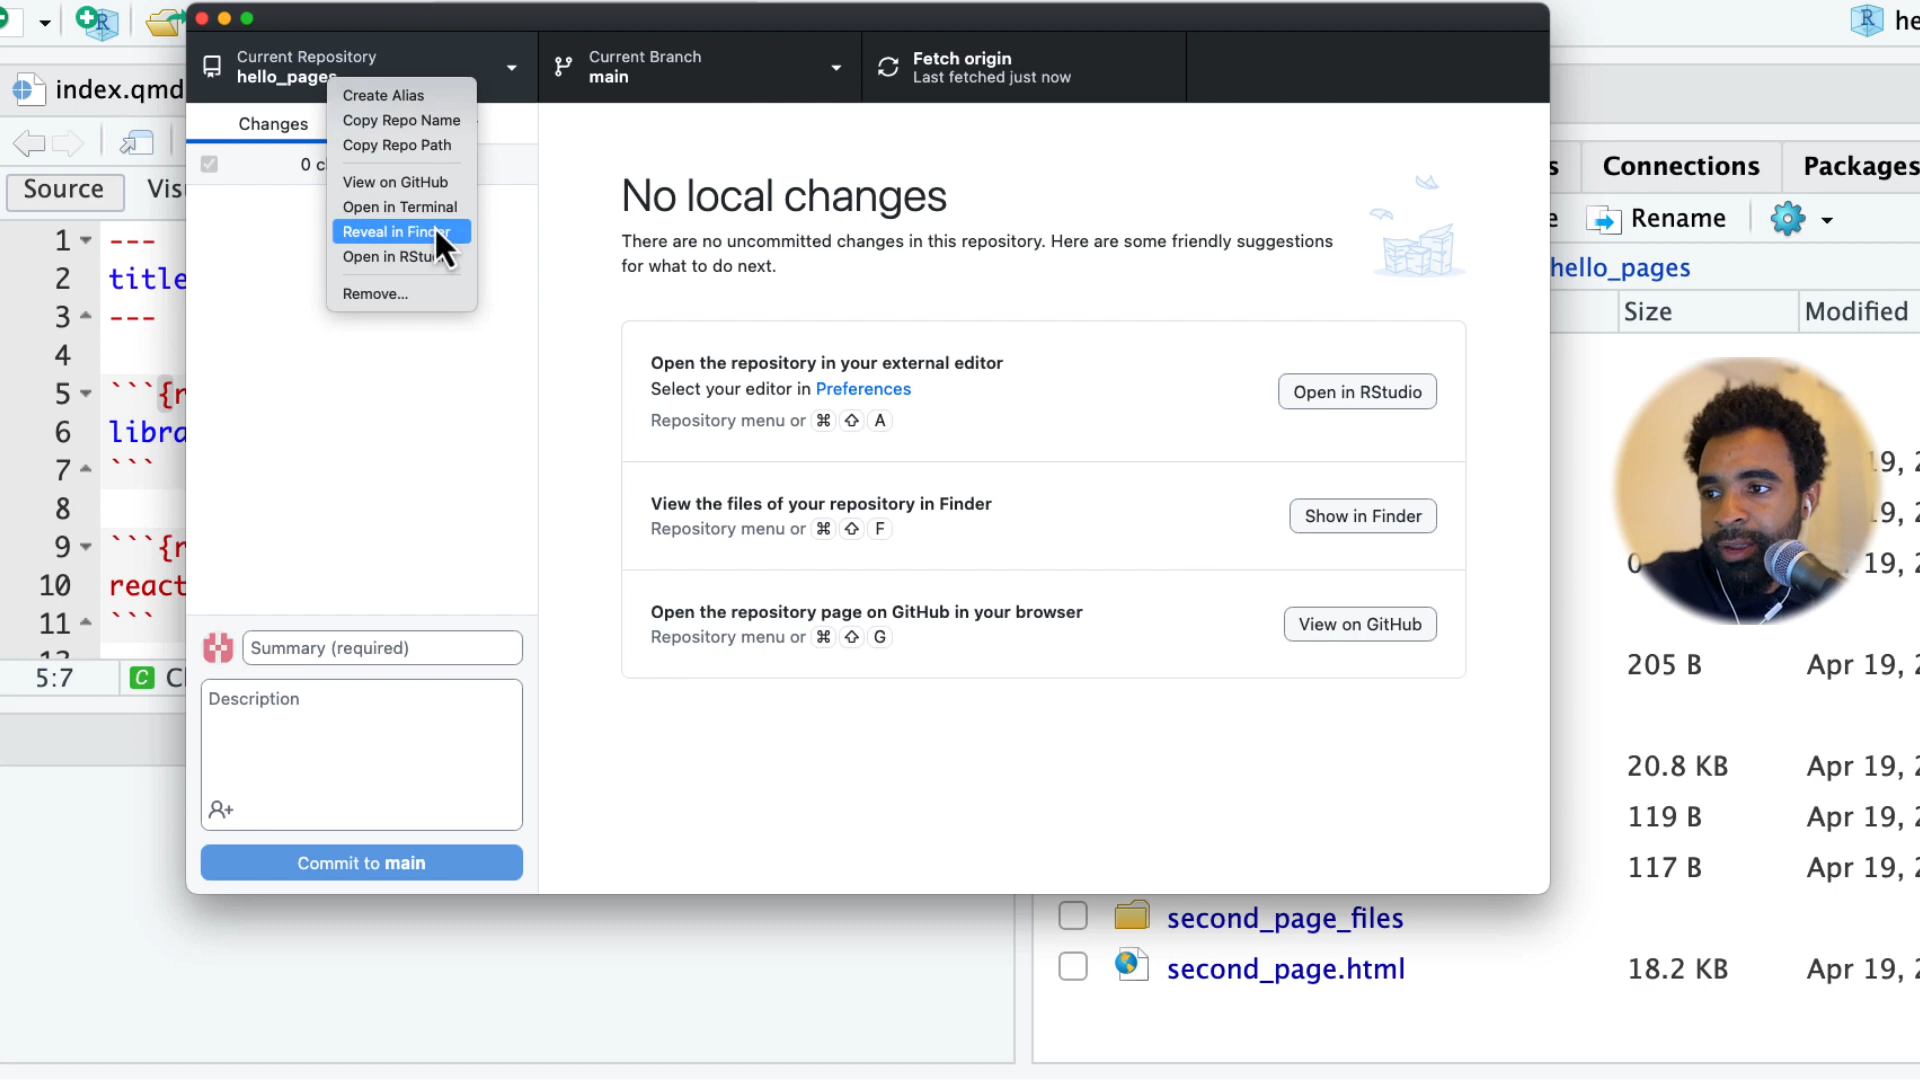 Current Repository
hello_pages
Current Branch
main
Fetch origin
Last fetched just now
index.qmd
Changes
Create Alias
Copy Repo Name
Copy Repo Path
View on GitHub
Open in Terminal
Reveal in Finder
Open in
Remove...
0
Source
1 ---
2 title
3 ---
4
5 ```{r
6 libra
7 ```
8
9 ```{r
10 react
11 ```
5:7
C
No local changes
There are no uncommitted changes in this repository. Here are some friendly suggestions
for what to do next.
Open the repository in your external editor
Select your editor in Preferences
Repository menu or ⌘ ⇧ A
Open in RStudio
View the files of your repository in Finder
Repository menu or ⌘ ⇧ F
Show in Finder
Open the repository page on GitHub in your browser
Repository menu or ⌘ ⇧ G
View on GitHub
Summary (required)
Description
Commit to main
Connections
Packages
Rename
hello_pages
Size
Modified
205 B Apr 19, 2
20.8 KB Apr 19, 2
119 B Apr 19, 2
117 B Apr 19, 2
second_page_files
second_page.html 18.2 KB Apr 19, 2